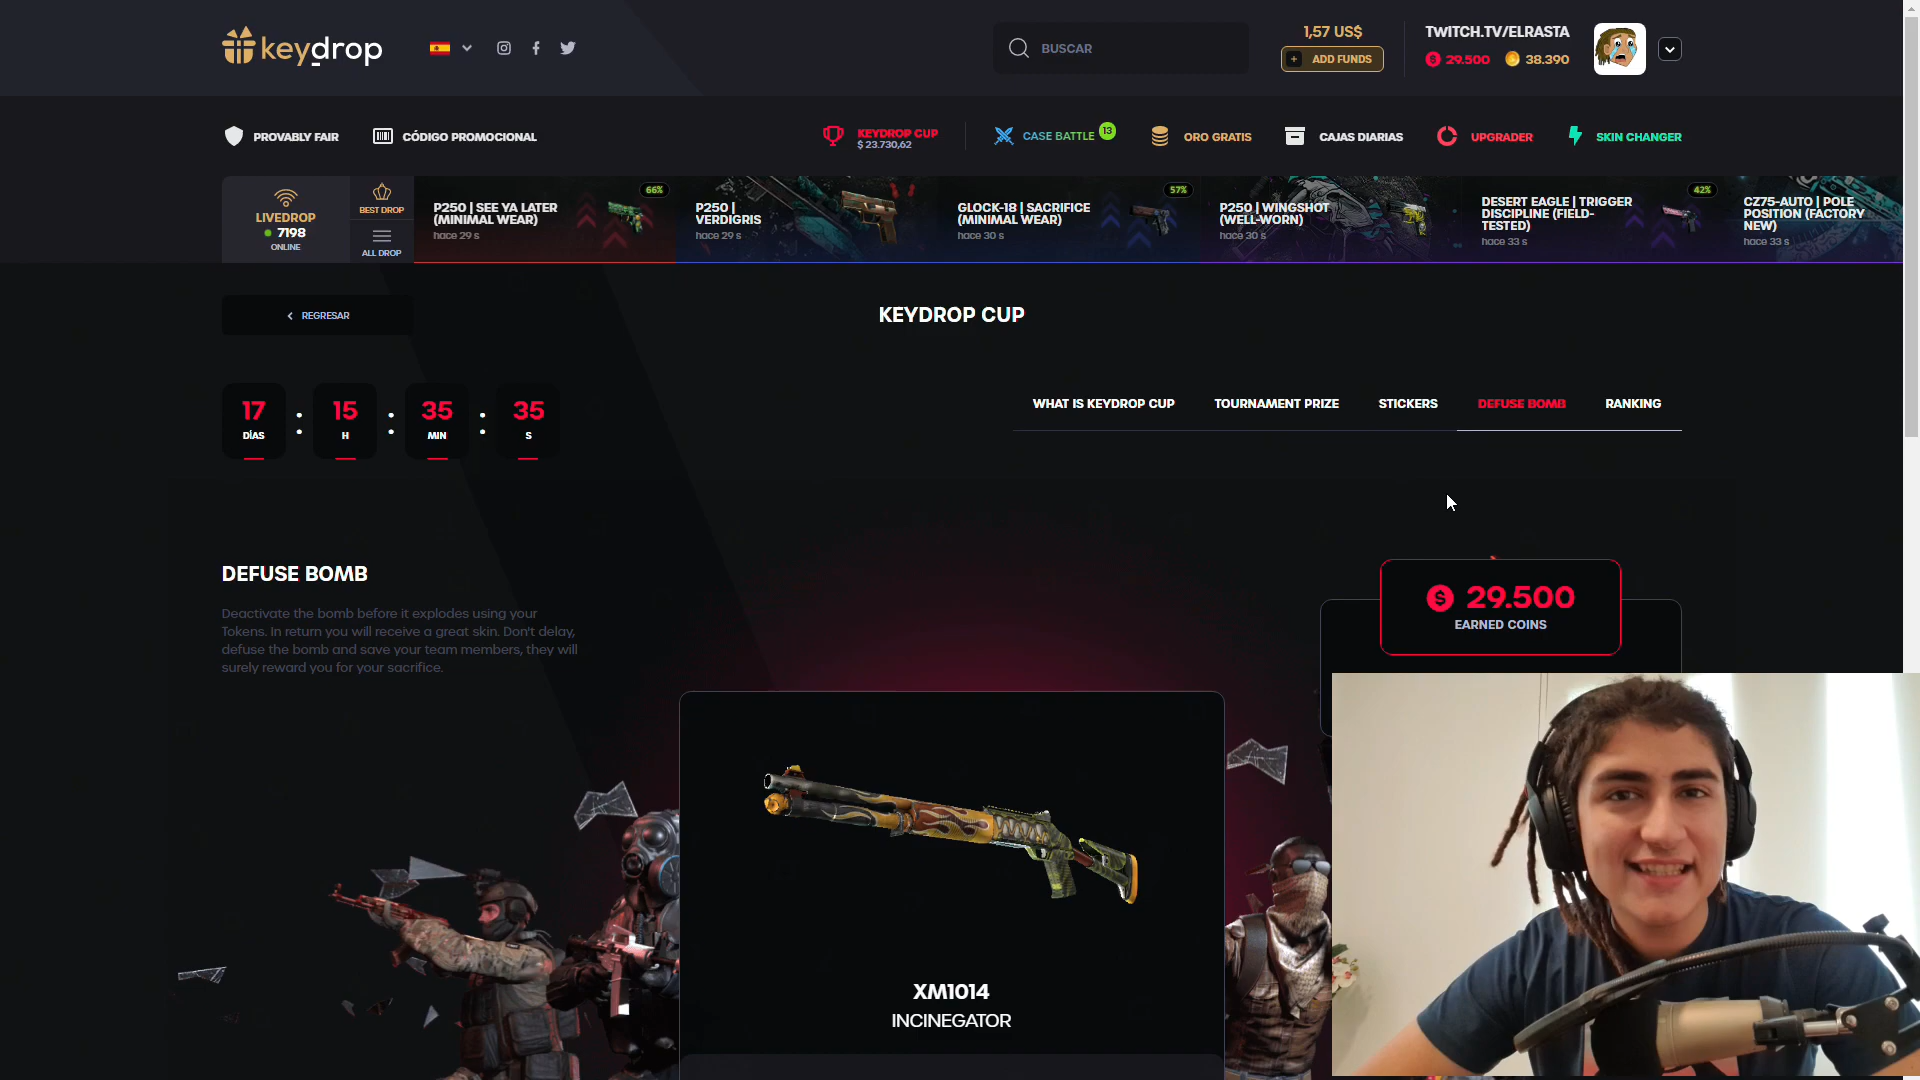 keydrop
BUSCAR
1,57 US$
ADD FUNDS
TWITCH.TV/ELRASTA
29.500
38.390
PROVABLY FAIR
CÓDIGO PROMOCIONAL
KEYDROP CUP
$ 23.730,62
CASE BATTLE
13
ORO GRATIS
CAJAS DIARIAS
UPGRADER
SKIN CHANGER
LIVEDROP
7198
ONLINE
BEST DROP
ALL DROP
P250 | SEE YA LATER
(MINIMAL WEAR)
hace 29 s
66%
P250 |
VERDIGRIS
hace 29 s
GLOCK-18 | SACRIFICE
(MINIMAL WEAR)
hace 30 s
57%
P250 | WINGSHOT
(WELL-WORN)
hace 30 s
DESERT EAGLE | TRIGGER
DISCIPLINE (FIELD-
TESTED)
hace 33 s
42%
CZ75-AUTO | POLE
POSITION (FACTORY
NEW)
hace 33 s
REGRESAR
KEYDROP CUP
17 : 15 : 35 : 35
DÍAS H MIN S
WHAT IS KEYDROP CUP
TOURNAMENT PRIZE
STICKERS
DEFUSE BOMB
RANKING
DEFUSE BOMB
Deactivate the bomb before it explodes using your
Tokens. In return you will receive a great skin. Don't delay,
defuse the bomb and save your team members, they will
surely reward you for your sacrifice.
29.500
EARNED COINS
XM1014
INCINEGATOR